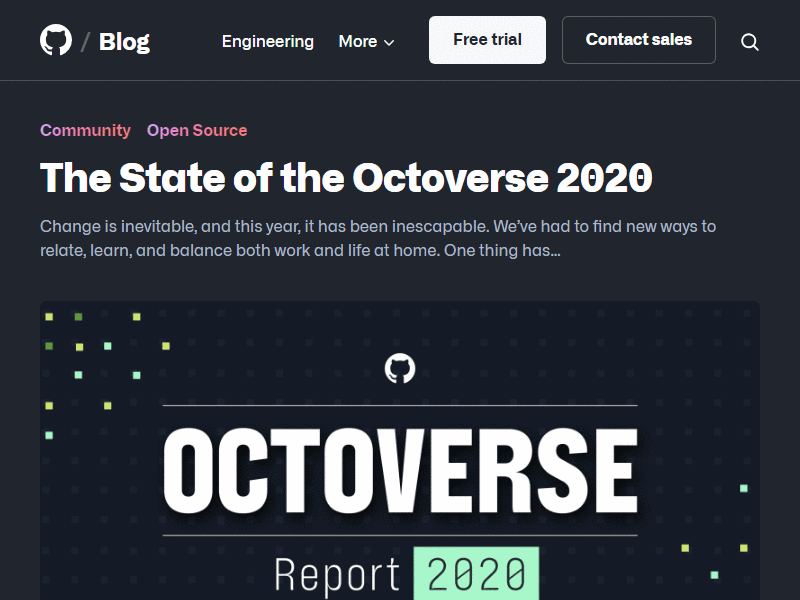 / Blog Engineering More Free trial Contact sales
Community Open Source
The State of the Octoverse 2020
Change is inevitable, and this year, it has been inescapable. We’ve had to find new ways to
relate, learn, and balance both work and life at home. One thing has...
OCTOVERSE
Report 2020